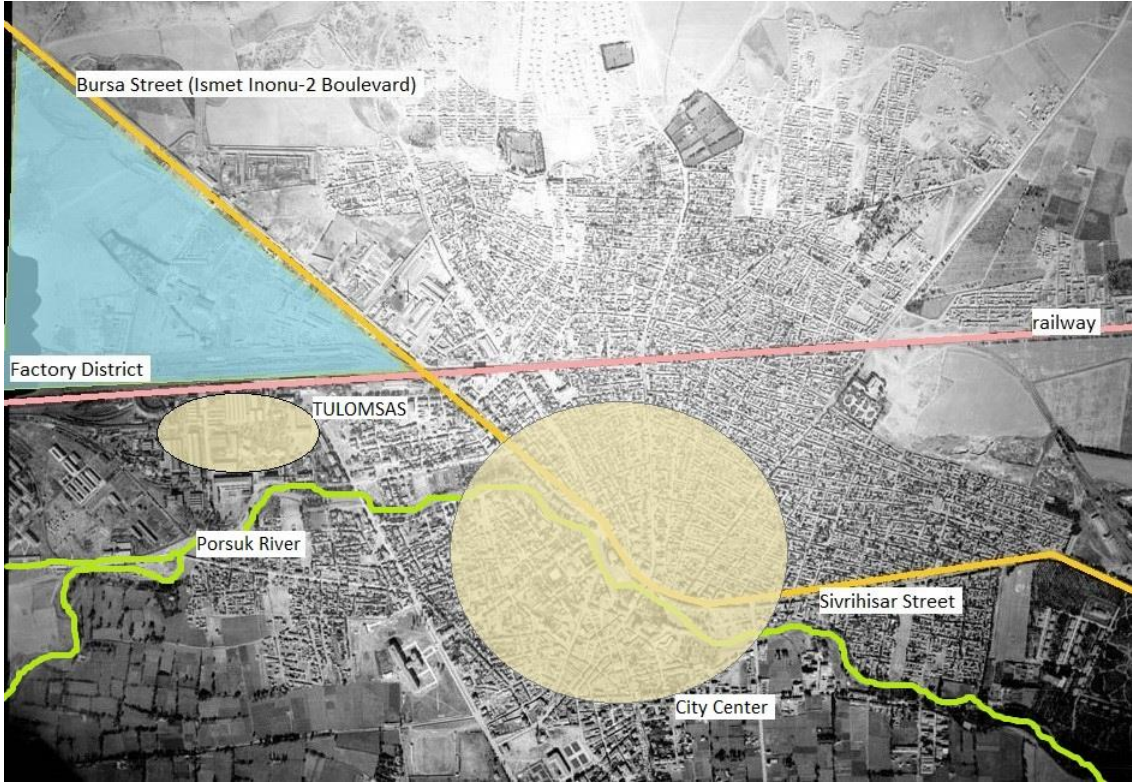 Bursa Street (Ismet Inonu-2 Boulevard)
railway
Factory District
TULOMSAS
Porsuk River
Sivrihisar Street
City Center